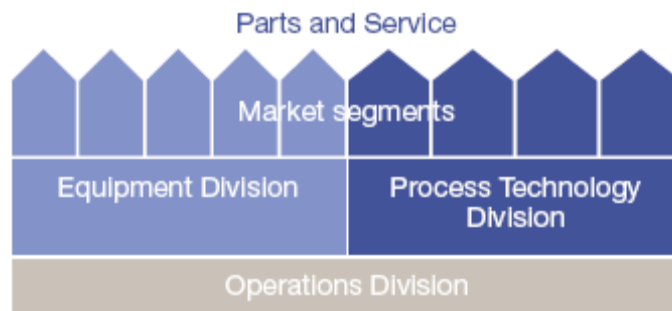 Parts and Service
Market segments
Equipment Division
Process Technology
Division
Operations Division